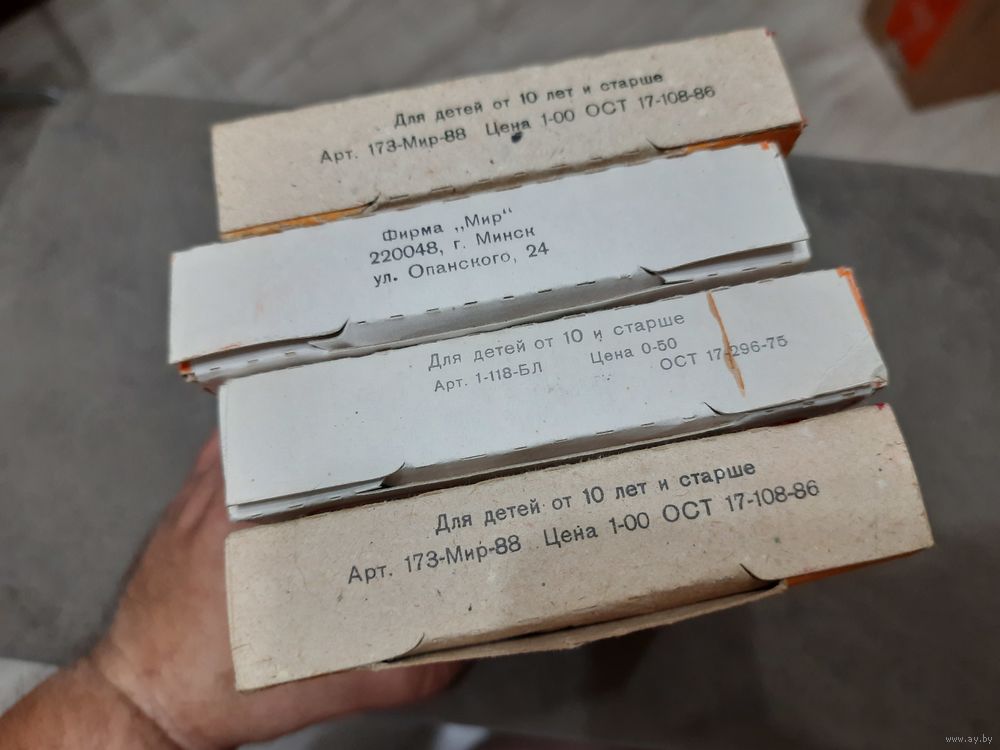 Для детей от 10 лет и старше
Арт. 173-Мир-88 Цена 1-00 ОСТ 17-108-86
Фирма „Мир“
220048, г. Минск
ул. Опанского, 24
Для детей от 10 и старше
Арт. 1-118-БЛ Цена 0-50 ОСТ 17-296-75
Для детей от 10 лет и старше
Арт. 173-Мир-88 Цена 1-00 ОСТ 17-108-86
www.ay.by